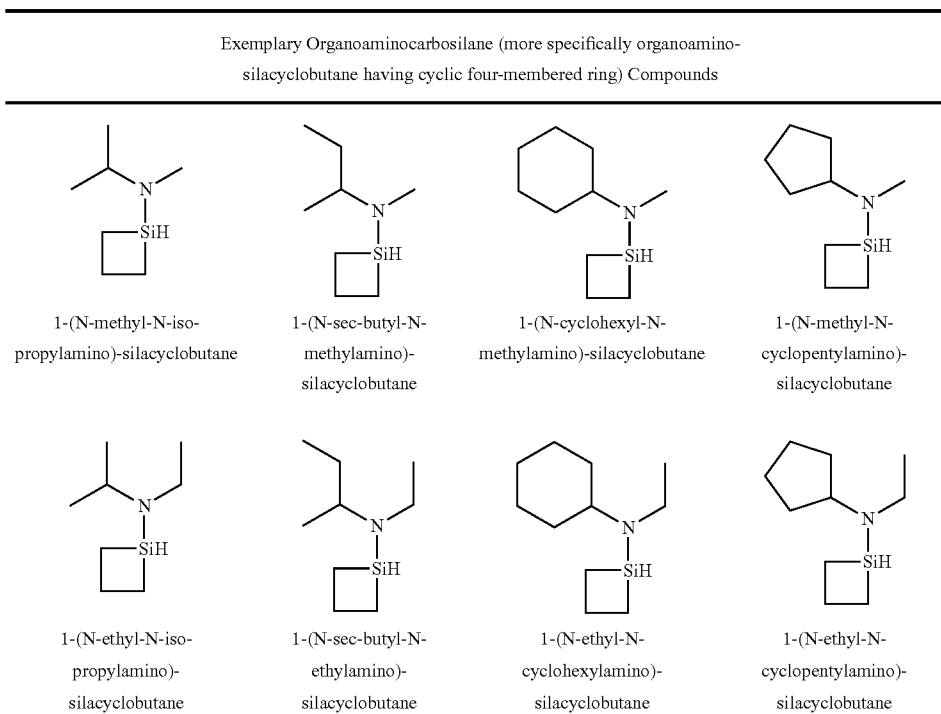 Exemplary Organoaminocarbosilane (more specifically organoamino-
silacyclobutane having cyclic four-membered ring) Compounds
N
SiH
N
SiH
N
SiH
N
SiH
1-(N-methyl-N-iso-
propylamino)-silacyclobutane
1-(N-sec-butyl-N-
methylamino)-
silacyclobutane
1-(N-cyclohexyl-N-
methylamino)-silacyclobutane
1-(N-methyl-N-
cyclopentylamino)-
silacyclobutane
N
SiH
N
SiH
N
SiH
N
SiH
1-(N-ethyl-N-iso-
propylamino)-
silacyclobutane
1-(N-sec-butyl-N-
ethylamino)-
silacyclobutane
1-(N-ethyl-N-
cyclohexylamino)-
silacyclobutane
1-(N-ethyl-N-
cyclopentylamino)-
silacyclobutane